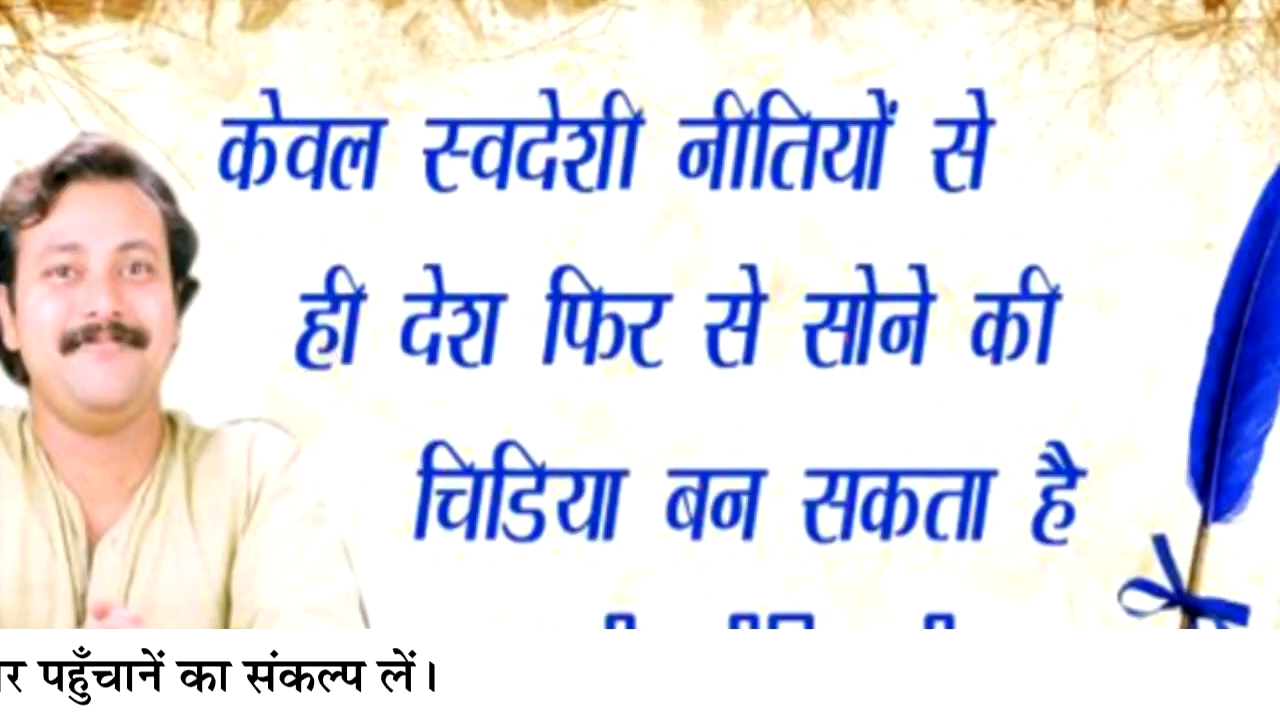 केवल स्वदेशी नीतियों से
ही देश फिर से सोने की
चिडिया बन सकता है
पहुँचानें का संकल्प लें।